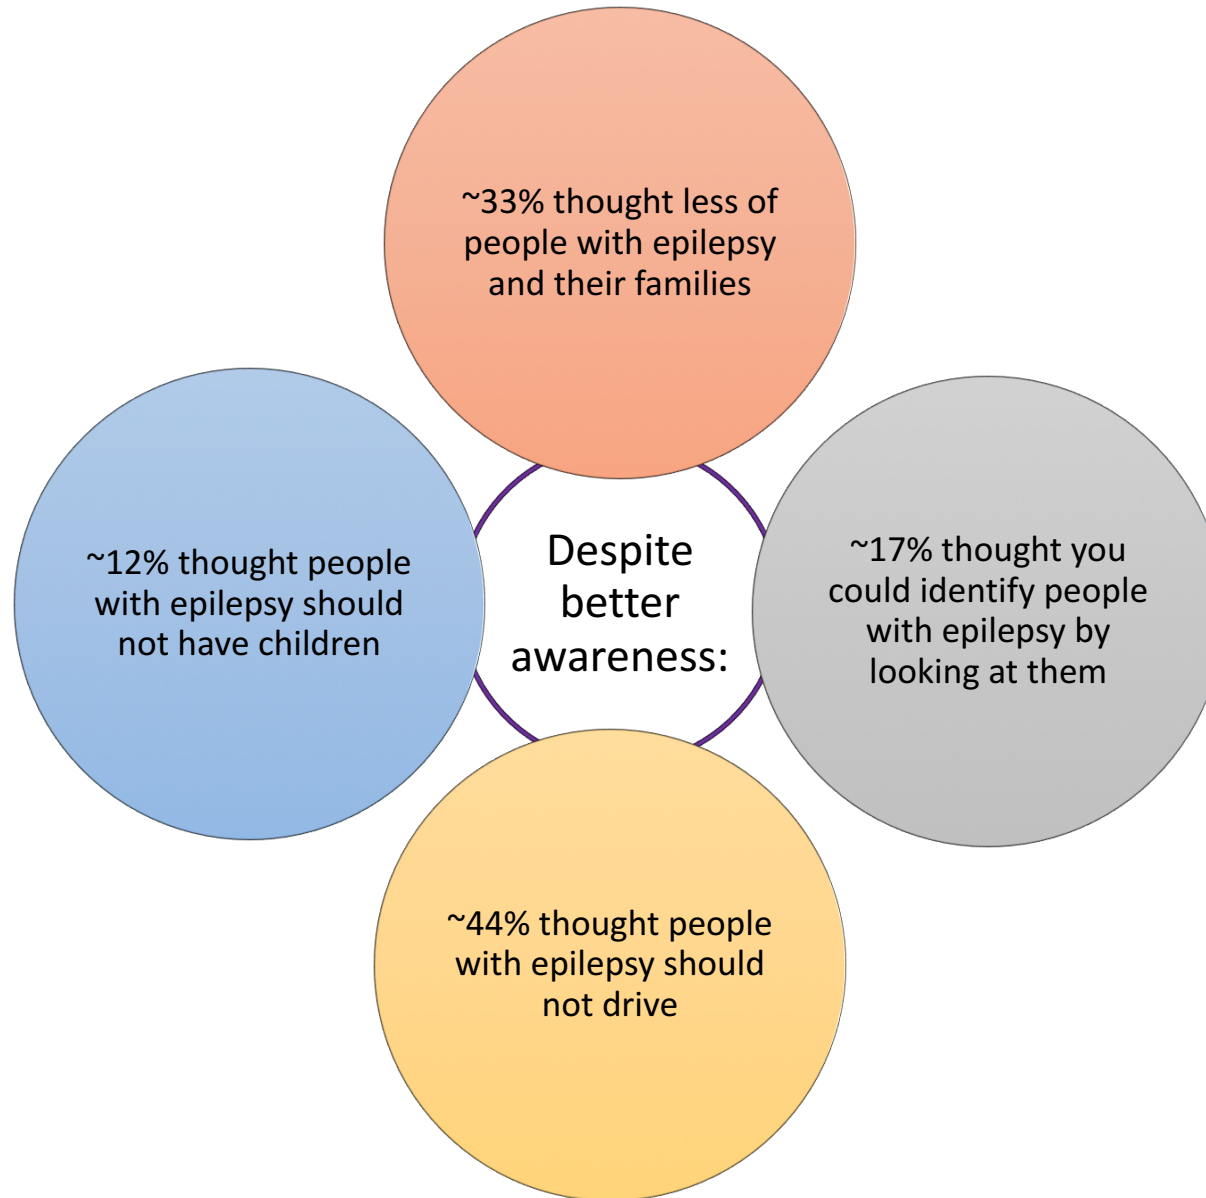 ~33% thought less of
people with epilepsy
and their families
~12% thought people
with epilepsy should
not have children
Despite
better
awareness:
~17% thought you
could identify people
with epilepsy by
looking at them
~44% thought people
with epilepsy should
not drive